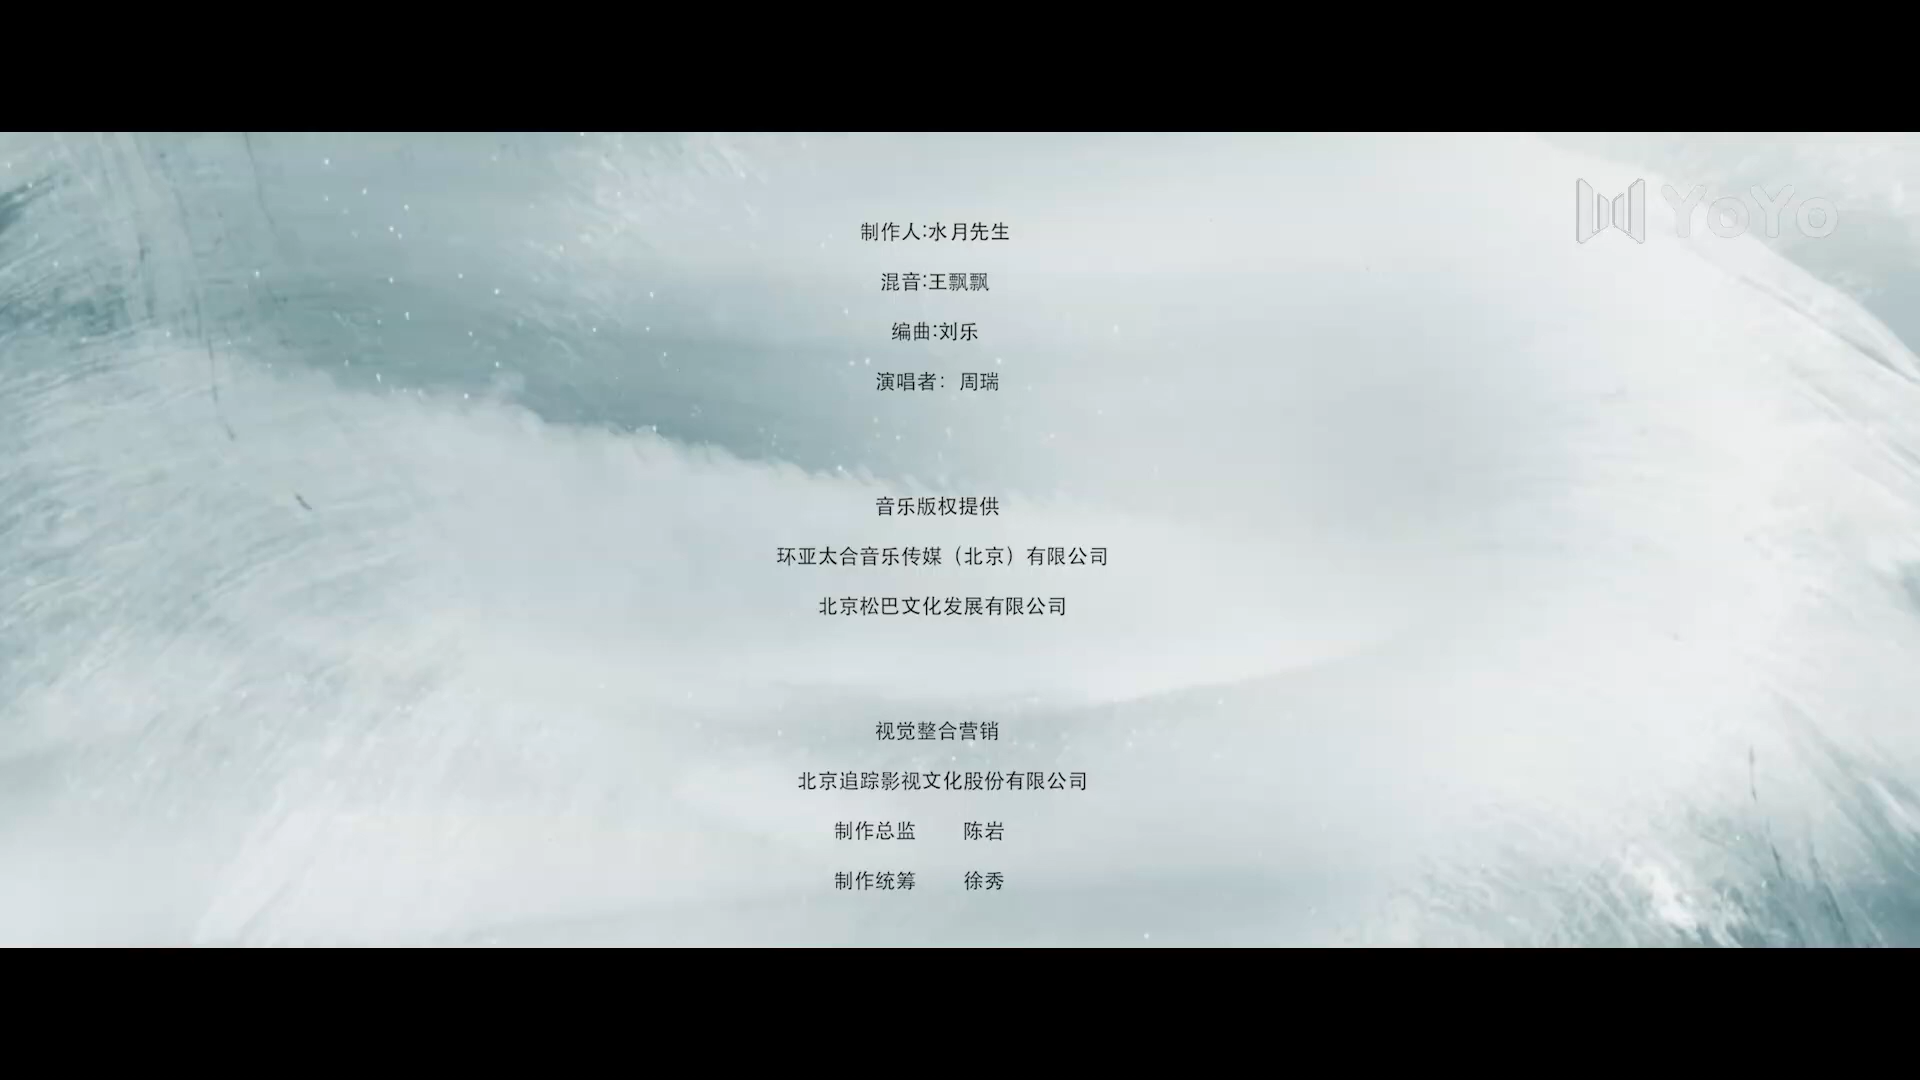 YoYo
制作人:水月先生
混音:王飘飘
编曲:刘乐
演唱者：周瑞
音乐版权提供
环亚太合音乐传媒（北京）有限公司
北京松巴文化发展有限公司
视觉整合营销
北京追踪影视文化股份有限公司
制作总监 陈岩
制作统筹 徐秀